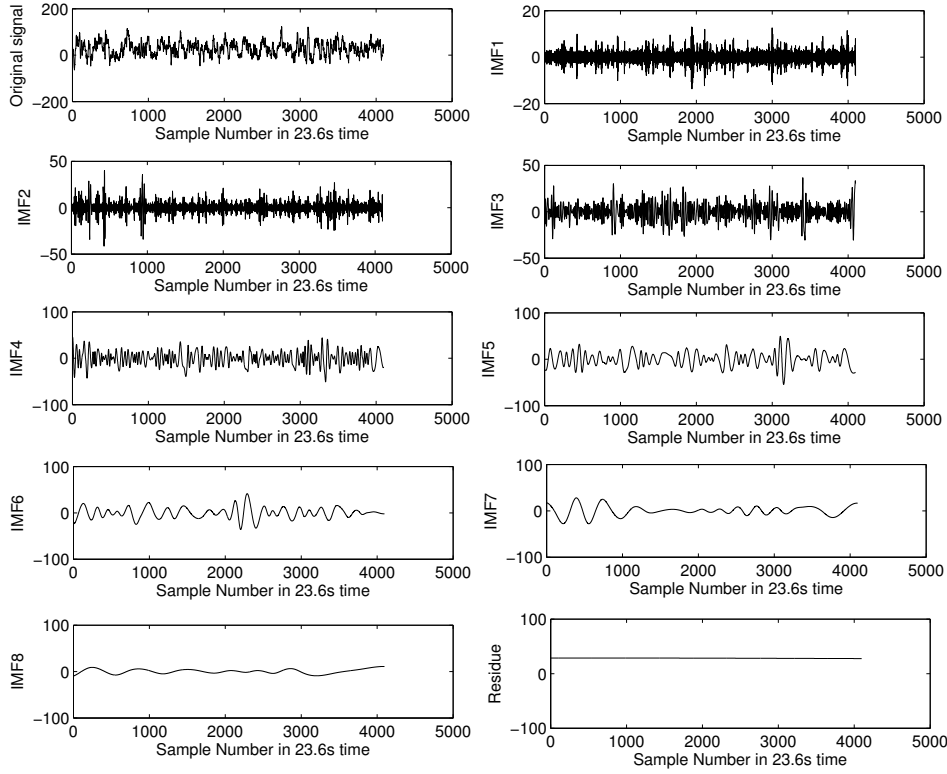 200
0
−200
Original signal
0 1000 2000 3000 4000 5000
Sample Number in 23.6s time
20
0
−20
IMF1
0 1000 2000 3000 4000 5000
Sample Number in 23.6s time
50
0
−50
IMF2
0 1000 2000 3000 4000 5000
Sample Number in 23.6s time
50
0
−50
IMF3
0 1000 2000 3000 4000 5000
Sample Number in 23.6s time
100
0
−100
IMF4
0 1000 2000 3000 4000 5000
Sample Number in 23.6s time
100
0
−100
IMF5
0 1000 2000 3000 4000 5000
Sample Number in 23.6s time
100
0
−100
IMF6
0 1000 2000 3000 4000 5000
Sample Number in 23.6s time
100
0
−100
IMF7
0 1000 2000 3000 4000 5000
Sample Number in 23.6s time
100
0
−100
IMF8
0 1000 2000 3000 4000 5000
Sample Number in 23.6s time
100
0
−100
Residue
0 1000 2000 3000 4000 5000
Sample Number in 23.6s time